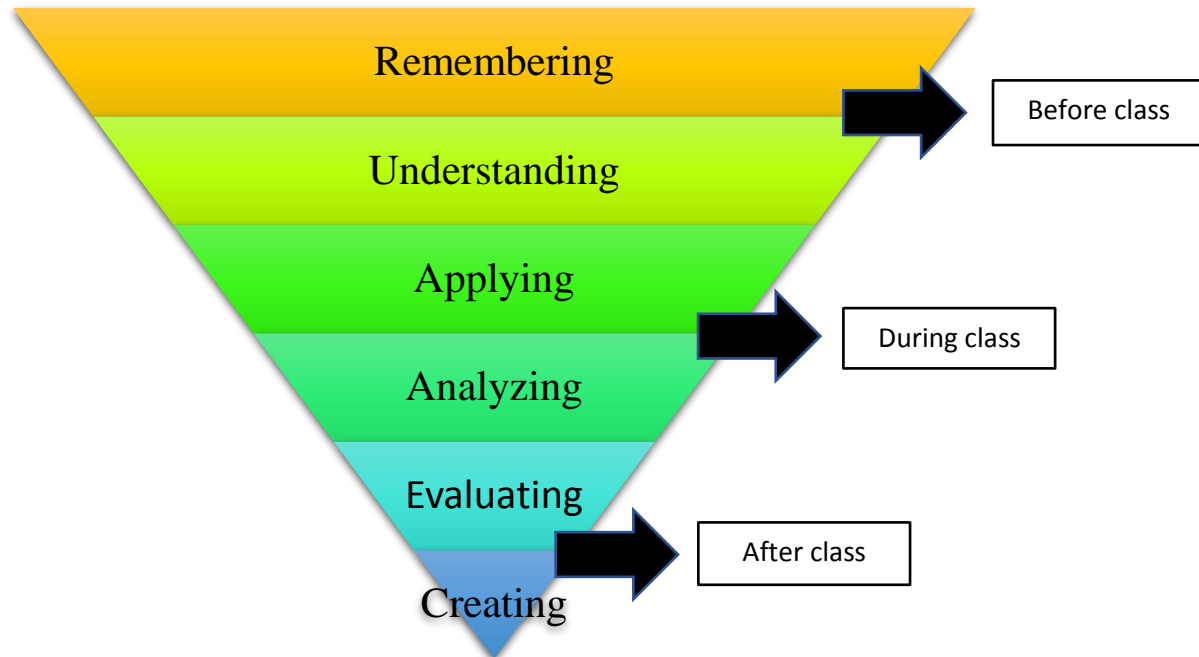 Remembering
Before class
Understanding
Applying
During class
Analyzing
Evaluating
After class
Creating